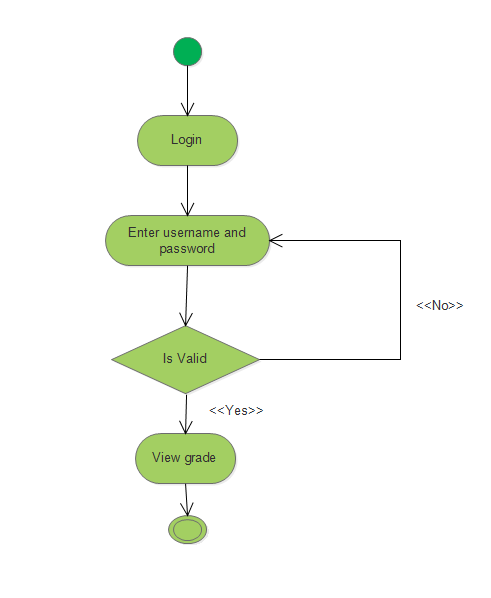 Login
Enter username and
password
<<No>>
Is Valid
<<Yes>>
View grade